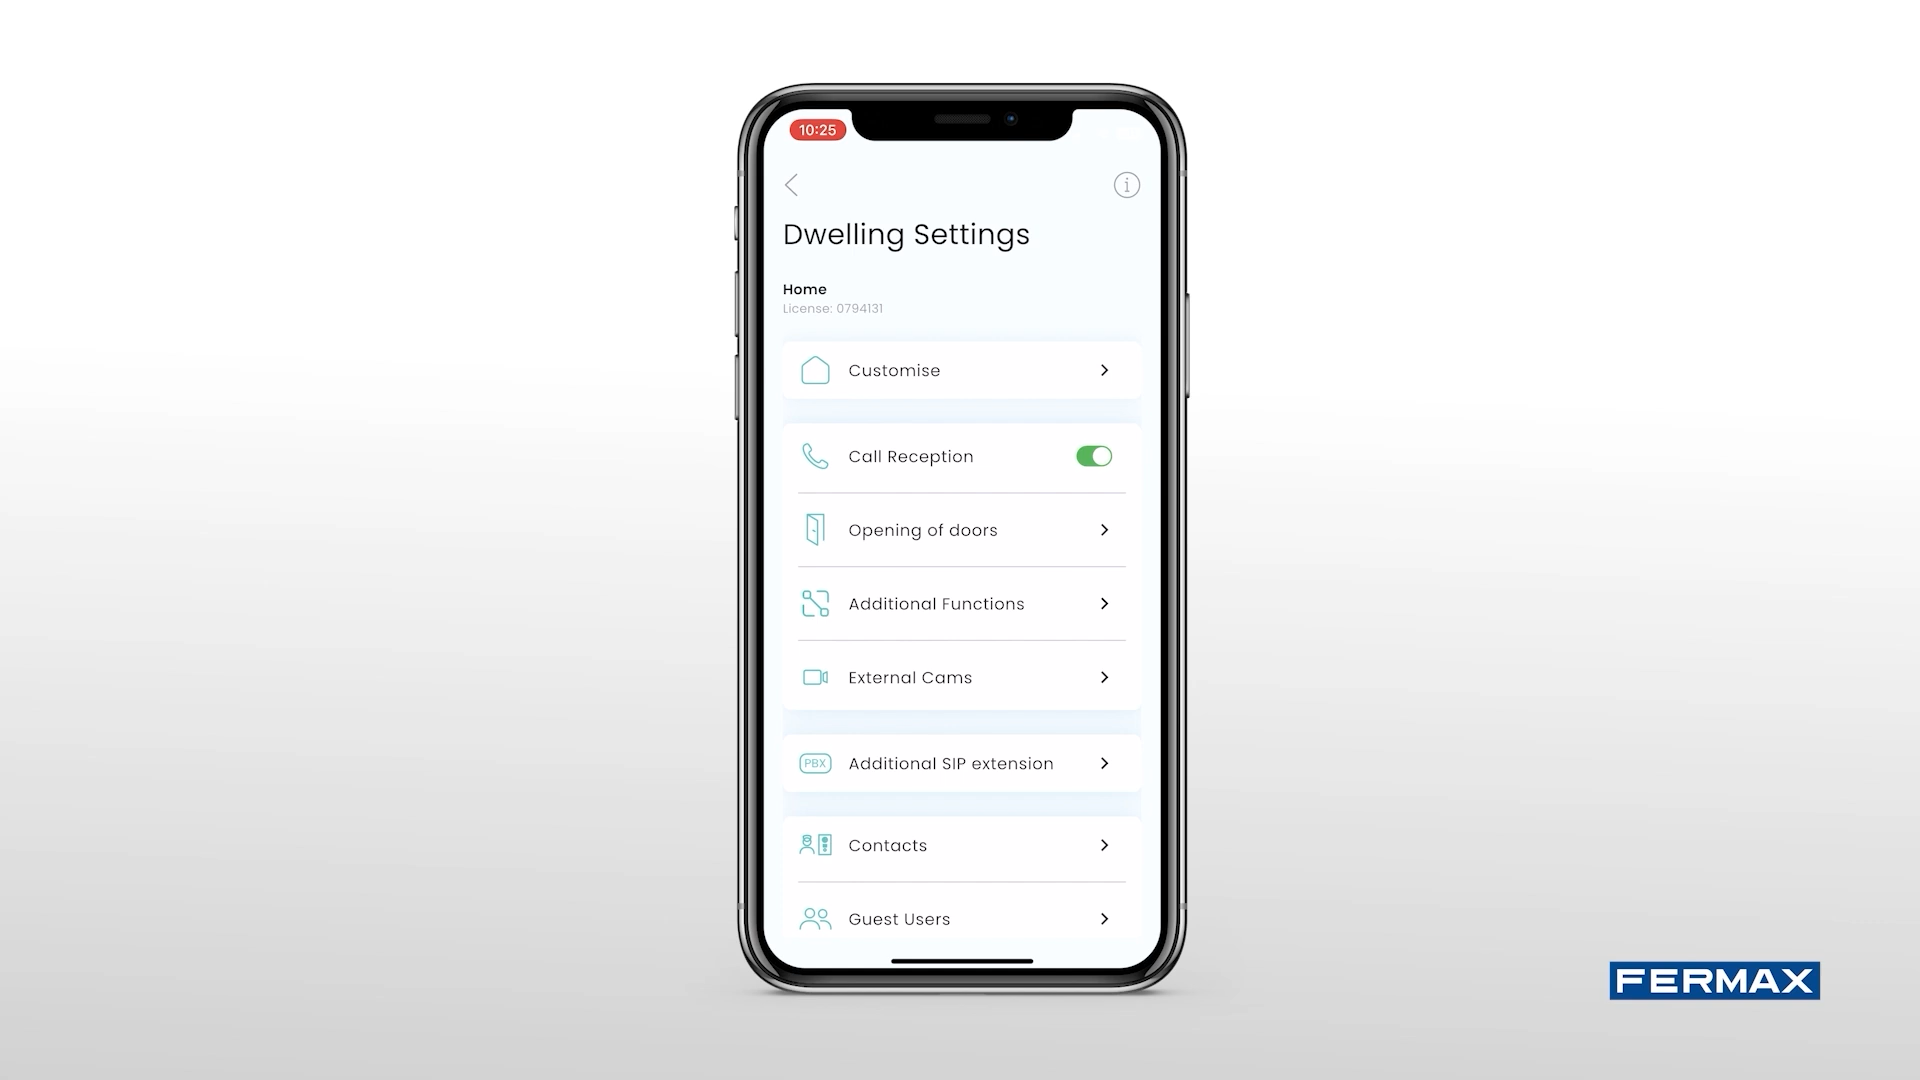 10:25
Dwelling Settings
Home
License: 0794131
Customise
Call Reception
Opening of doors
Additional Functions
External Cams
PBX Additional SIP extension
Contacts
Guest Users
FERMAX